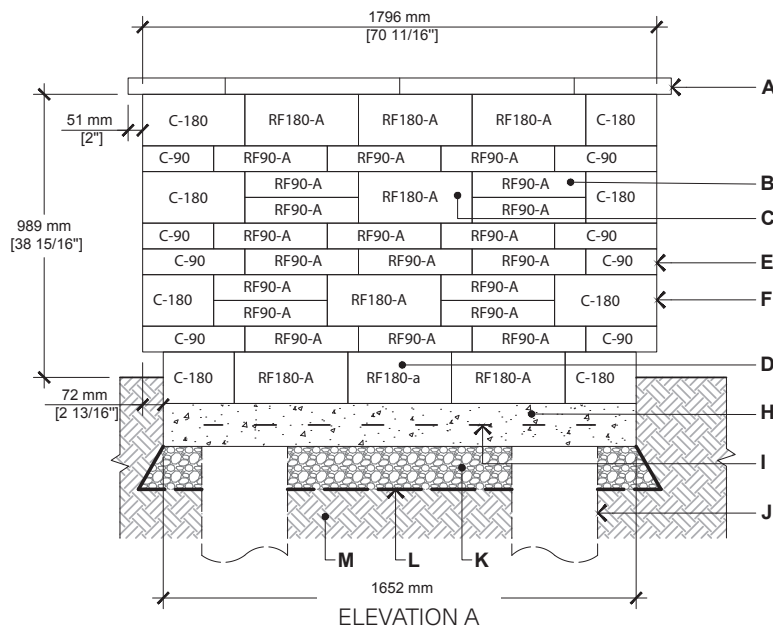 1796 mm
[70 11/16"]
A
51 mm
[2"]
C-180 RF180-A RF180-A RF180-A C-180
C-90 RF90-A RF90-A RF90-A C-90
C-180 RF90-A RF180-A RF90-A C-180
B
RF90-A RF90-A
C
989 mm
[38 15/16"]
C-90 RF90-A RF90-A RF90-A C-90
C-90 RF90-A RF90-A RF90-A C-90
E
C-180 RF90-A RF180-A RF90-A C-180
F
RF90-A RF90-A
C-90 RF90-A RF90-A RF90-A C-90
D
C-180 RF180-A RF180-a RF180-A C-180
72 mm
[2 13/16"]
H
I
J
M L K
1652 mm
ELEVATION A